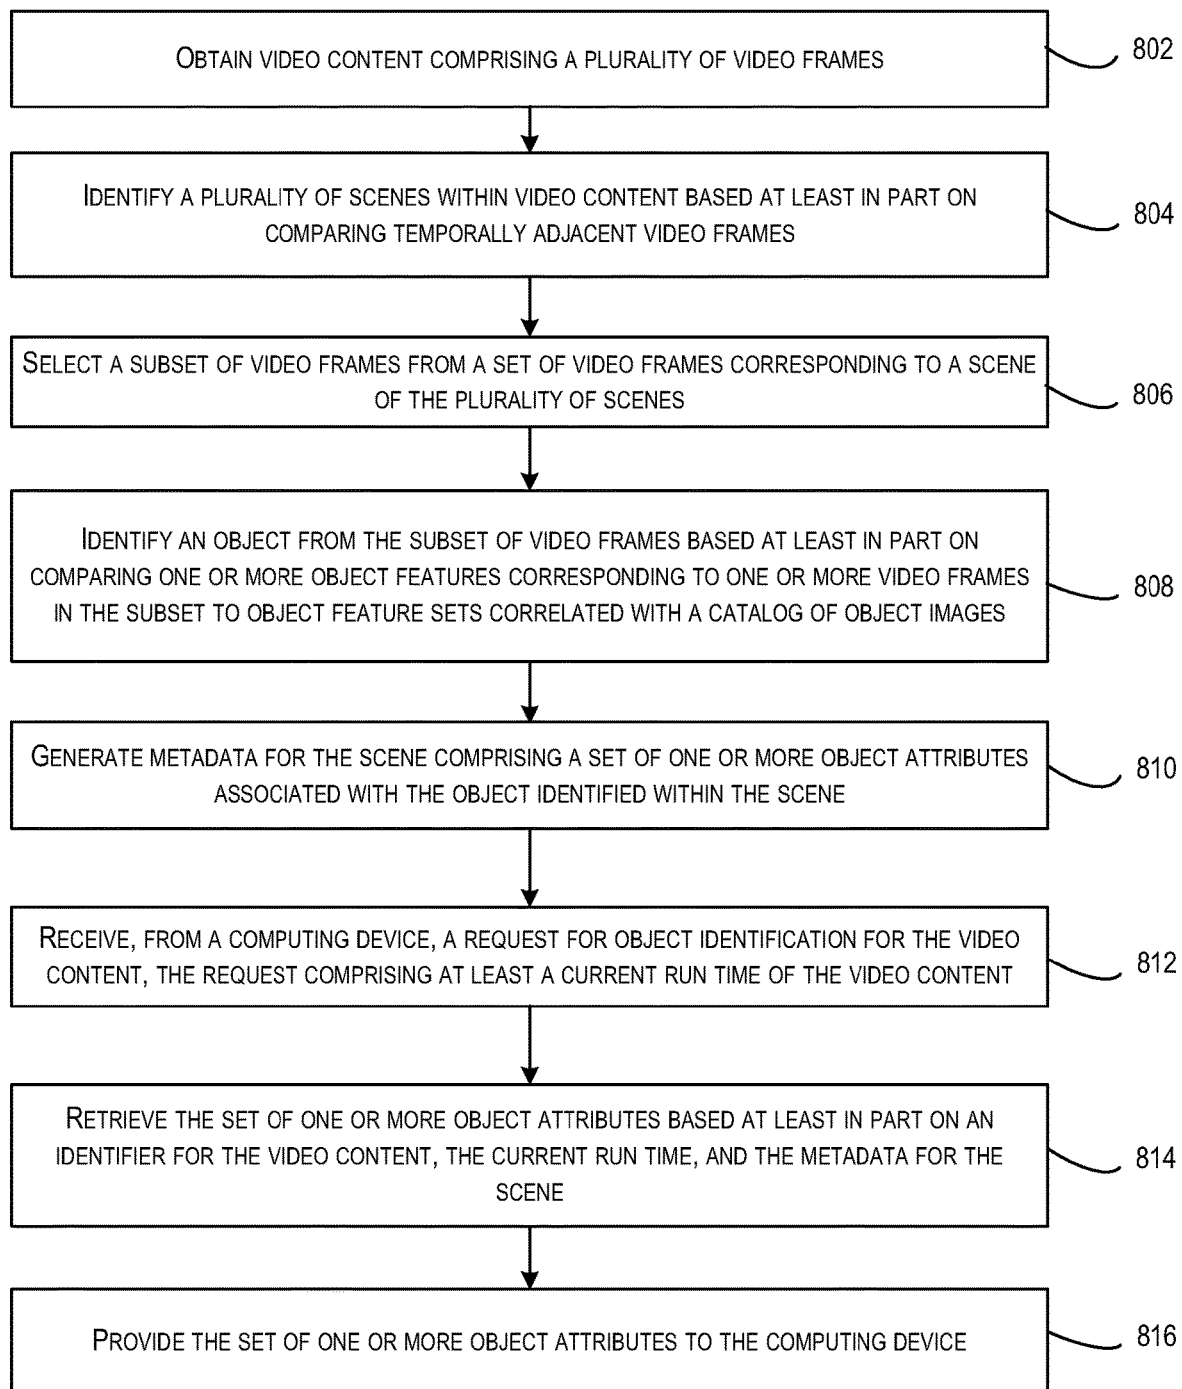 OBTAIN VIDEO CONTENT COMPRISING A PLURALITY OF VIDEO FRAMES
802
IDENTIFY A PLURALITY OF SCENES WITHIN VIDEO CONTENT BASED AT LEAST IN PART ON
COMPARING TEMPORALLY ADJACENT VIDEO FRAMES
804
SELECT A SUBSET OF VIDEO FRAMES FROM A SET OF VIDEO FRAMES CORRESPONDING TO A SCENE
OF THE PLURALITY OF SCENES
806
IDENTIFY AN OBJECT FROM THE SUBSET OF VIDEO FRAMES BASED AT LEAST IN PART ON
COMPARING ONE OR MORE OBJECT FEATURES CORRESPONDING TO ONE OR MORE VIDEO FRAMES
IN THE SUBSET TO OBJECT FEATURE SETS CORRELATED WITH A CATALOG OF OBJECT IMAGES
808
GENERATE METADATA FOR THE SCENE COMPRISING A SET OF ONE OR MORE OBJECT ATTRIBUTES
ASSOCIATED WITH THE OBJECT IDENTIFIED WITHIN THE SCENE
810
RECEIVE, FROM A COMPUTING DEVICE, A REQUEST FOR OBJECT IDENTIFICATION FOR THE VIDEO
CONTENT, THE REQUEST COMPRISING AT LEAST A CURRENT RUN TIME OF THE VIDEO CONTENT
812
RETRIEVE THE SET OF ONE OR MORE OBJECT ATTRIBUTES BASED AT LEAST IN PART ON AN
IDENTIFIER FOR THE VIDEO CONTENT, THE CURRENT RUN TIME, AND THE METADATA FOR THE
SCENE
814
PROVIDE THE SET OF ONE OR MORE OBJECT ATTRIBUTES TO THE COMPUTING DEVICE
816